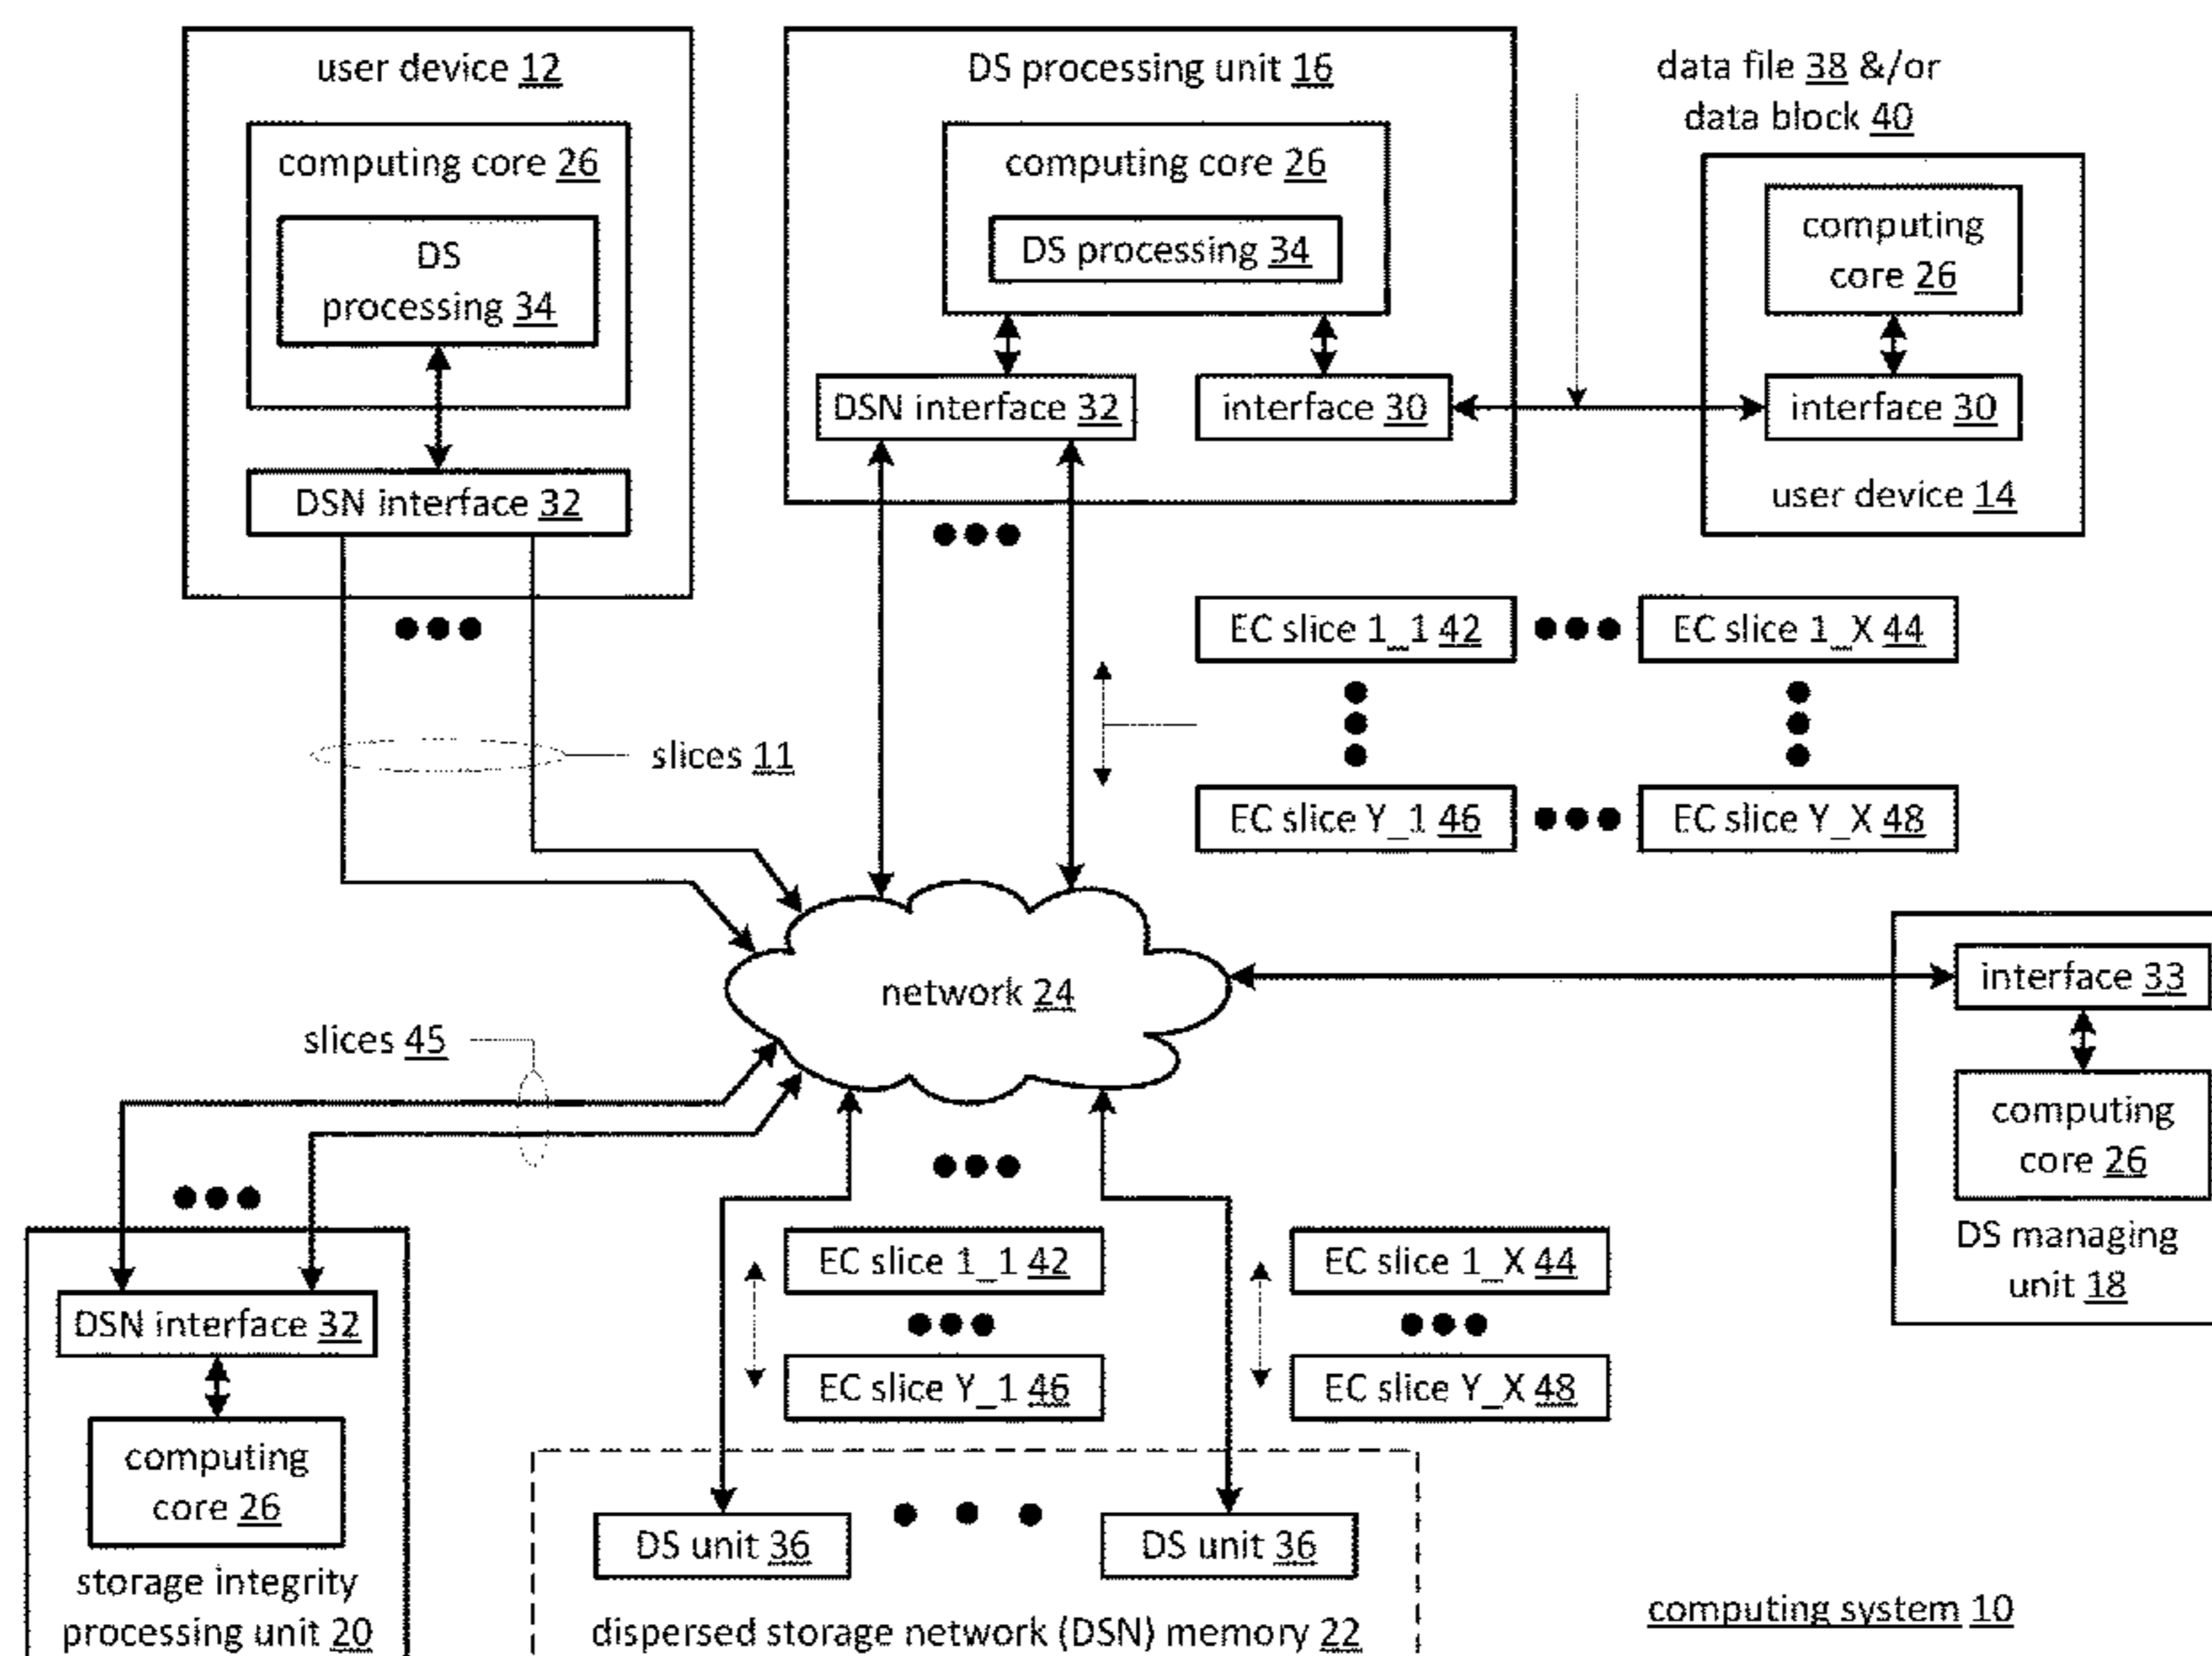 user device 12
computing core 26
DS
processing 34
DSN interface 32
slices 11
DS processing unit 16
computing core 26
DS processing 34
DSN interface 32
interface 30
data file 38 &/or
data block 40
computing
core 26
interface 30
user device 14
EC slice 1_1 42
EC slice 1_X 44
EC slice Y_1 46
EC slice Y_X 48
network 24
interface 33
computing
core 26
DS managing
unit 18
slices 45
DSN interface 32
computing
core 26
storage integrity
processing unit 20
EC slice 1_1 42
EC slice 1_X 44
EC slice Y_1 46
EC slice Y_X 48
DS unit 36
DS unit 36
dispersed storage network (DSN) memory 22
computing system 10